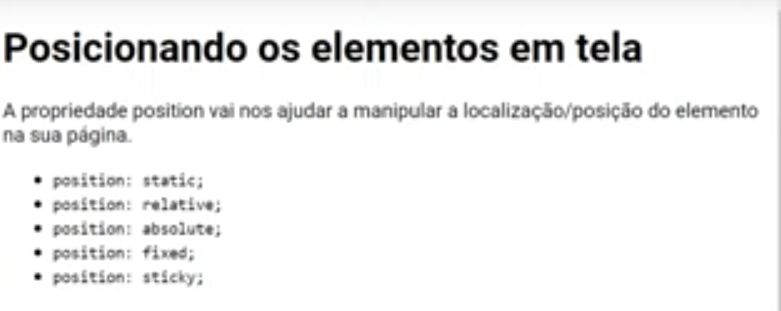 Posicionando os elementos em tela
A propriedade position vai nos ajudar a manipular a localização/posição do elemento
na sua página.
• position: static;
• position: relative;
• position: absolute;
• position: fixed;
• position: sticky;